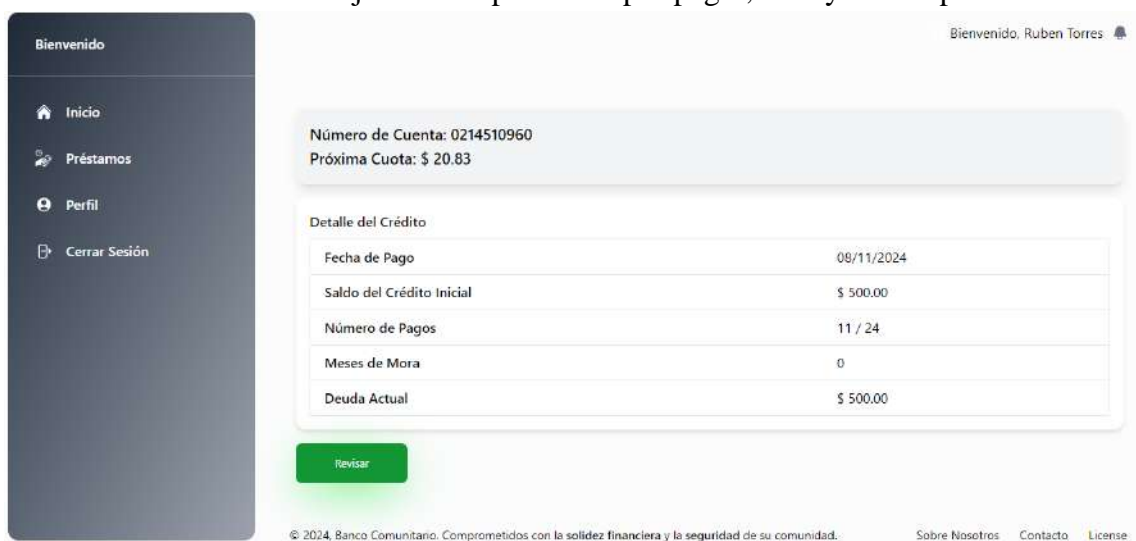 Bienvenido
Bienvenido, Ruben Torres
Inicio
Préstamos
Perfil
Cerrar Sesión
Número de Cuenta: 0214510960
Próxima Cuota: $ 20.83
Detalle del Crédito
Fecha de Pago 08/11/2024
Saldo del Crédito Inicial $ 500.00
Número de Pagos 11 / 24
Meses de Mora 0
Deuda Actual $ 500.00
Revisar
© 2024, Banco Comunitario. Comprometidos con la solidez financiera y la seguridad de su comunidad. Sobre Nosotros Contacto License